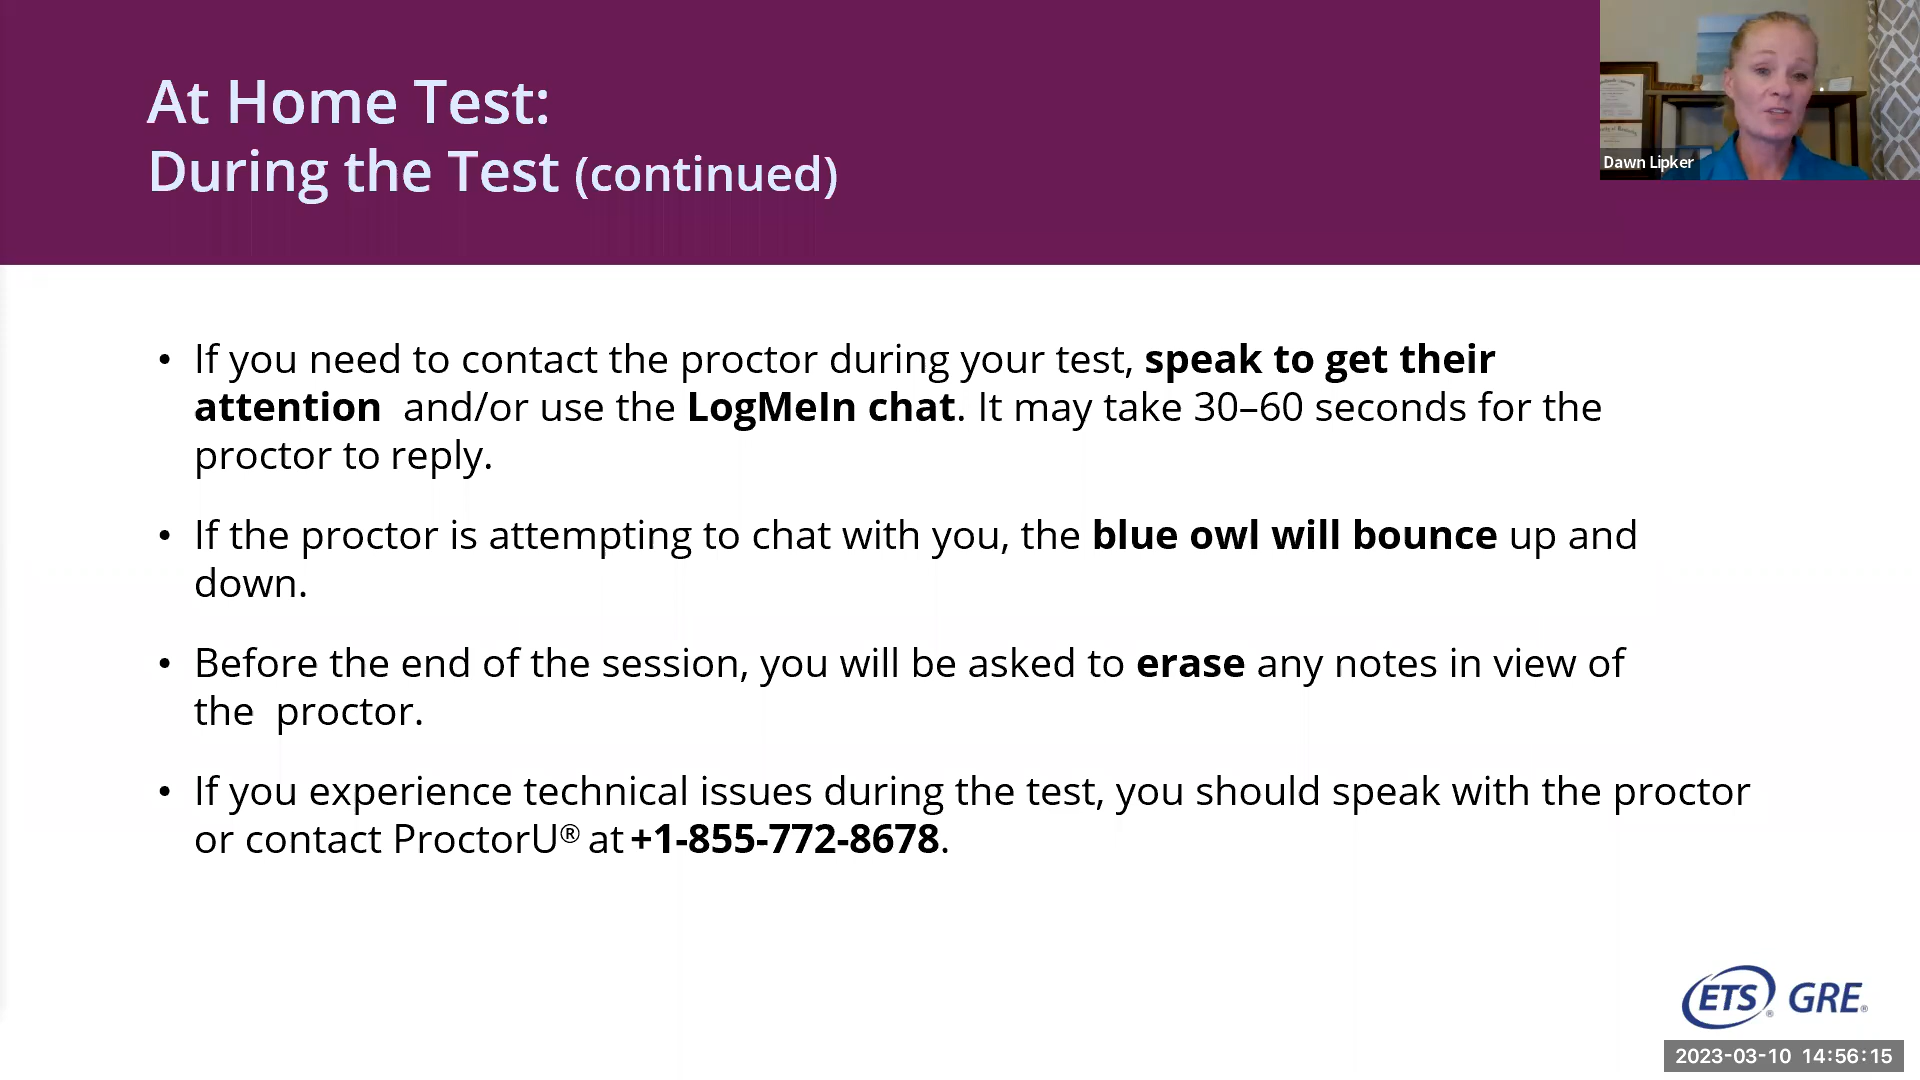 At Home Test:
During the Test (continued)
Dawn Lipker
• If you need to contact the proctor during your test, speak to get their
attention and/or use the LogMeIn chat. It may take 30–60 seconds for the
proctor to reply.
• If the proctor is attempting to chat with you, the blue owl will bounce up and
down.
• Before the end of the session, you will be asked to erase any notes in view of
the proctor.
• If you experience technical issues during the test, you should speak with the proctor
or contact ProctorU® at +1-855-772-8678.
ETS® GRE®
2023-03-10 14:56:15